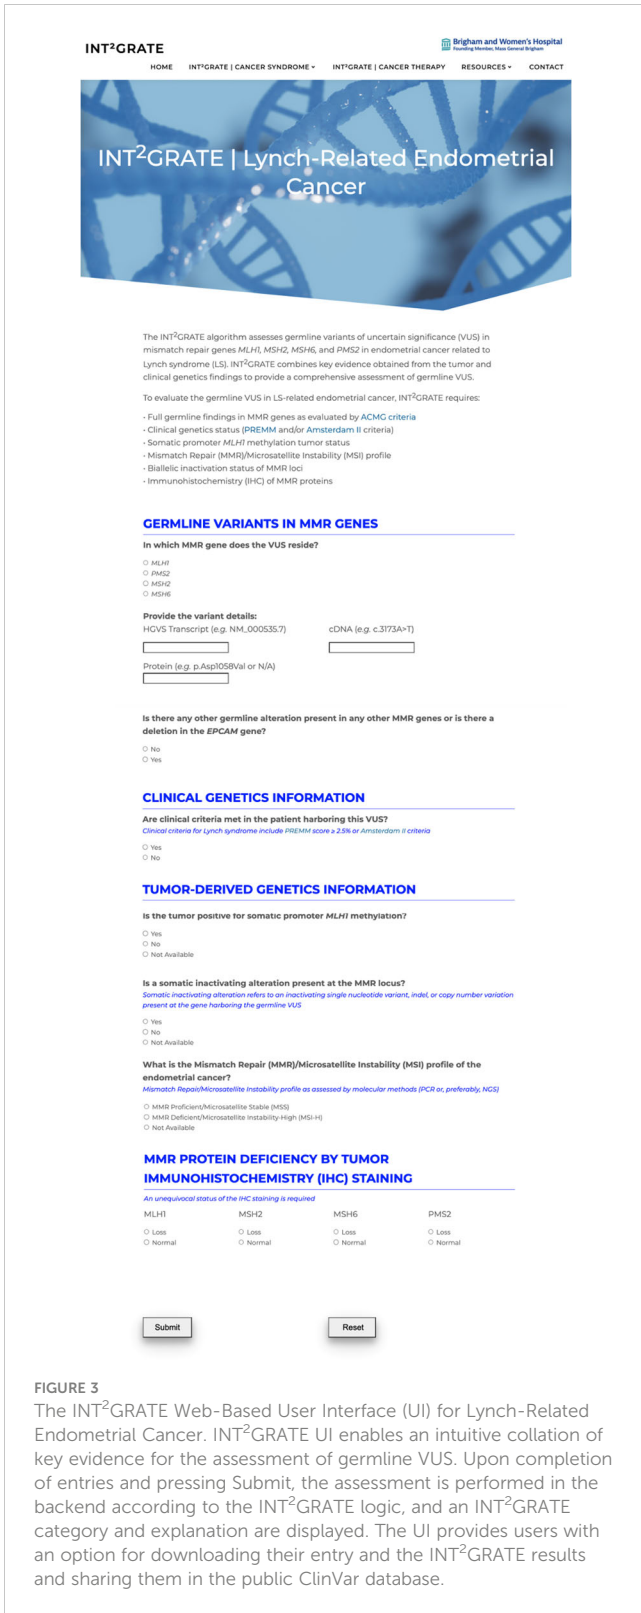 INT²GRATE
Brigham and Women's Hospital
Founding Member, Mass General Brigham
HOME INT²GRATE | CANCER SYNDROME INT²GRATE | CANCER THERAPY RESOURCES CONTACT
INT²GRATE | Lynch-Related Endometrial
Cancer
The INT²GRATE algorithm assesses germline variants of uncertain significance (VUS) in
mismatch repair genes MLH1, MSH2, MSH6, and PMS2 in endometrial cancer related to
Lynch syndrome (LS). INT²GRATE combines key evidence obtained from the tumor and
clinical genetics findings to provide a comprehensive assessment of germline VUS.
To evaluate the germline VUS in LS-related endometrial cancer, INT²GRATE requires:
· Full germline findings in MMR genes as evaluated by ACMG criteria
· Clinical genetics status (PREMM and/or Amsterdam II criteria)
· Somatic promoter MLH1 methylation tumor status
· Mismatch Repair (MMR)/Microsatellite Instability (MSI) profile
· Biallelic inactivation status of MMR loci
· Immunohistochemistry (IHC) of MMR proteins
GERMLINE VARIANTS IN MMR GENES
In which MMR gene does the VUS reside?
MLH1
PMS2
MSH2
MSH6
Provide the variant details:
HGVS Transcript (e.g. NM_000535.7) cDNA (e.g. c.3173A>T)
Protein (e.g. p.Asp1058Val or N/A)
Is there any other germline alteration present in any other MMR genes or is there a
deletion in the EPCAM gene?
No
Yes
CLINICAL GENETICS INFORMATION
Are clinical criteria met in the patient harboring this VUS?
Clinical criteria for Lynch syndrome include PREMM score ≥ 2.5% or Amsterdam II criteria
Yes
No
TUMOR-DERIVED GENETICS INFORMATION
Is the tumor positive for somatic promoter MLH1 methylation?
Yes
No
Not Available
Is a somatic inactivating alteration present at the MMR locus?
Somatic inactivating alteration refers to an inactivating single nucleotide variant, indel, or copy number variation
present at the gene harboring the germline VUS
Yes
No
Not Available
What is the Mismatch Repair (MMR)/Microsatellite Instability (MSI) profile of the
endometrial cancer?
Mismatch Repair/Microsatellite Instability profile as assessed by molecular methods (PCR or, preferably, NGS)
MMR Proficient/Microsatellite Stable (MSS)
MMR Deficient/Microsatellite Instability-High (MSI-H)
Not Available
MMR PROTEIN DEFICIENCY BY TUMOR
IMMUNOHISTOCHEMISTRY (IHC) STAINING
An unequivocal status of the IHC staining is required
MLH1 MSH2 MSH6 PMS2
Loss Loss Loss Loss
Normal Normal Normal Normal
Submit Reset
FIGURE 3
The INT²GRATE Web-Based User Interface (UI) for Lynch-Related
Endometrial Cancer. INT²GRATE UI enables an intuitive collation of
key evidence for the assessment of germline VUS. Upon completion
of entries and pressing Submit, the assessment is performed in the
backend according to the INT²GRATE logic, and an INT²GRATE
category and explanation are displayed. The UI provides users with
an option for downloading their entry and the INT²GRATE results
and sharing them in the public ClinVar database.